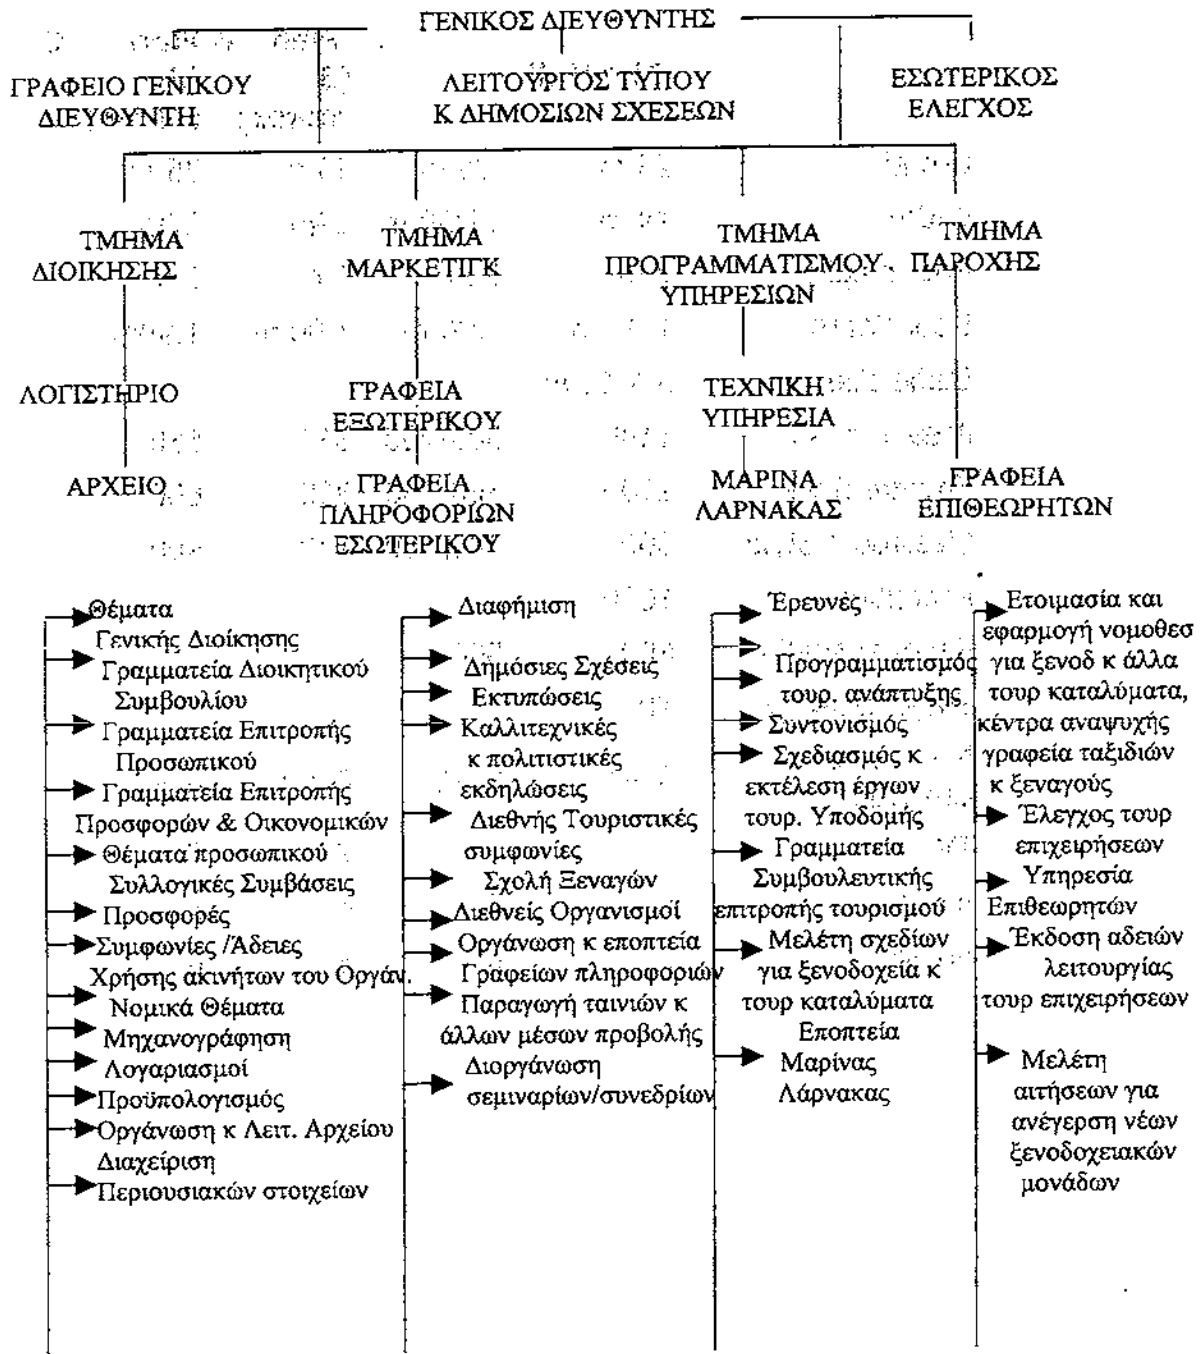 ΓΕΝΙΚΟΣ ΔΙΕΥΘΥΝΤΗΣ
ΓΡΑΦΕΙΟ ΓΕΝΙΚΟΥ
ΔΙΕΥΘΥΝΤΗ
ΛΕΙΤΟΥΡΓΟΣ ΤΥΠΟΥ
Κ ΔΗΜΟΣΙΩΝ ΣΧΕΣΕΩΝ
ΕΣΩΤΕΡΙΚΟΣ
ΕΛΕΓΧΟΣ
ΤΜΗΜΑ
ΔΙΟΙΚΗΣΗΣ
ΤΜΗΜΑ
ΜΑΡΚΕΤΙΓΚ
ΤΜΗΜΑ
ΠΡΟΓΡΑΜΜΑΤΙΣΜΟΥ
ΥΠΗΡΕΣΙΩΝ
ΤΜΗΜΑ
ΠΑΡΟΧΗΣ
ΛΟΓΙΣΤΗΡΙΟ
ΓΡΑΦΕΙΑ
ΕΞΩΤΕΡΙΚΟΥ
ΤΕΧΝΙΚΗ
ΥΠΗΡΕΣΙΑ
ΑΡΧΕΙΟ
ΓΡΑΦΕΙΑ
ΠΛΗΡΟΦΟΡΙΩΝ
ΕΣΩΤΕΡΙΚΟΥ
ΜΑΡΙΝΑ
ΛΑΡΝΑΚΑΣ
ΓΡΑΦΕΙΑ
ΕΠΙΘΕΩΡΗΤΩΝ
Θέματα
Γενικής Διοίκησης
Γραμματεία Διοικητικού
Συμβουλίου
Γραμματεία Επιτροπής
Προσωπικού
Γραμματεία Επιτροπής
Προσφορών & Οικονομικών
Θέματα προσωπικού
Συλλογικές Συμβάσεις
Προσφορές
Συμφωνίες /Άδειες
Χρήσης ακινήτων του Οργάν.
Νομικά Θέματα
Μηχανογράφηση
Λογαριασμοί
Προϋπολογισμός
Οργάνωση κ Λειτ. Αρχείου
Διαχείριση
Περιουσιακών στοιχείων
Διαφήμιση
Δημόσιες Σχέσεις
Εκτυπώσεις
Καλλιτεχνικές
κ πολιτιστικές
εκδηλώσεις
Διεθνής Τουριστικές
συμφωνίες
Σχολή Ξεναγών
Διεθνείς Οργανισμοί
Οργάνωση κ εποπτεία
Γραφείων πληροφοριών
Παραγωγή ταινιών κ
άλλων μέσων προβολής
Διοργάνωση
σεμιναρίων/συνεδρίων
Έρευνές
Προγραμματισμός
τουρ. ανάπτυξης
Συντονισμός
Σχεδιασμός κ
εκτέλεση έργων
τουρ. Υποδομής
Γραμματεία
Συμβουλευτικής
επιτροπής τουρισμού
Μελέτη σχεδίων
για ξενοδοχεία κ
τουρ καταλύματα
Εποπτεία
Μαρίνας
Λάρνακας
Ετοιμασία και
εφαρμογή νομοθεσ
για ξενοδ κ άλλα
τουρ καταλύματα,
κέντρα αναψυχής
γραφεία ταξιδιών
κ ξεναγούς
Έλεγχος τουρ
επιχειρήσεων
Υπηρεσία
Επιθεωρητών
Έκδοση αδειών
λειτουργίας
τουρ επιχειρήσεων
Μελέτη
αιτήσεων για
ανέγερση νέων
ξενοδοχειακών
μονάδων